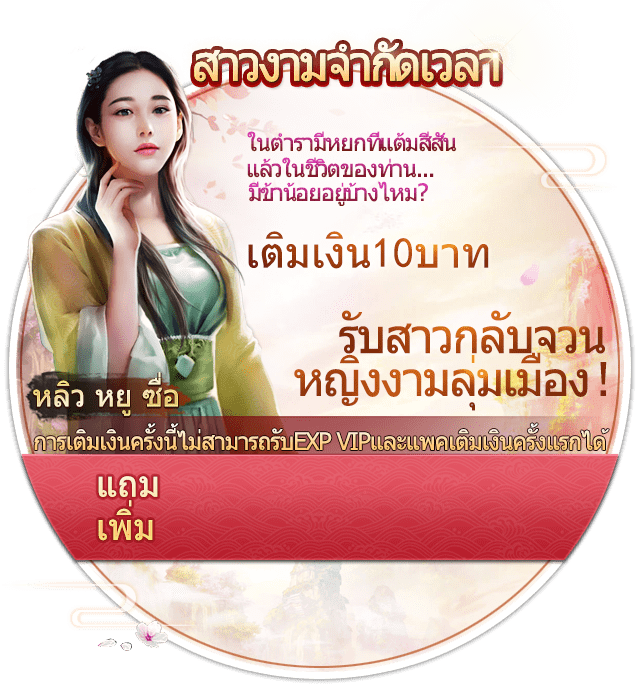 สาวงามจำกัดเวลา
ในตำรามีหยกที่แต้มสีสัน
แล้วในชีวิตของท่าน...
มีข้าน้อยอยู่บ้างไหม?
เติมเงิน10บาท
รับสาวกลับจวน
หญิงงามลุ่มเมือง !
หลิว หยู ซื่อ
การเติมเงินครั้งนี้ไม่สามารถรับEXP VIPและแพคเติมเงินครั้งแรกได้
แถม
เพิ่ม